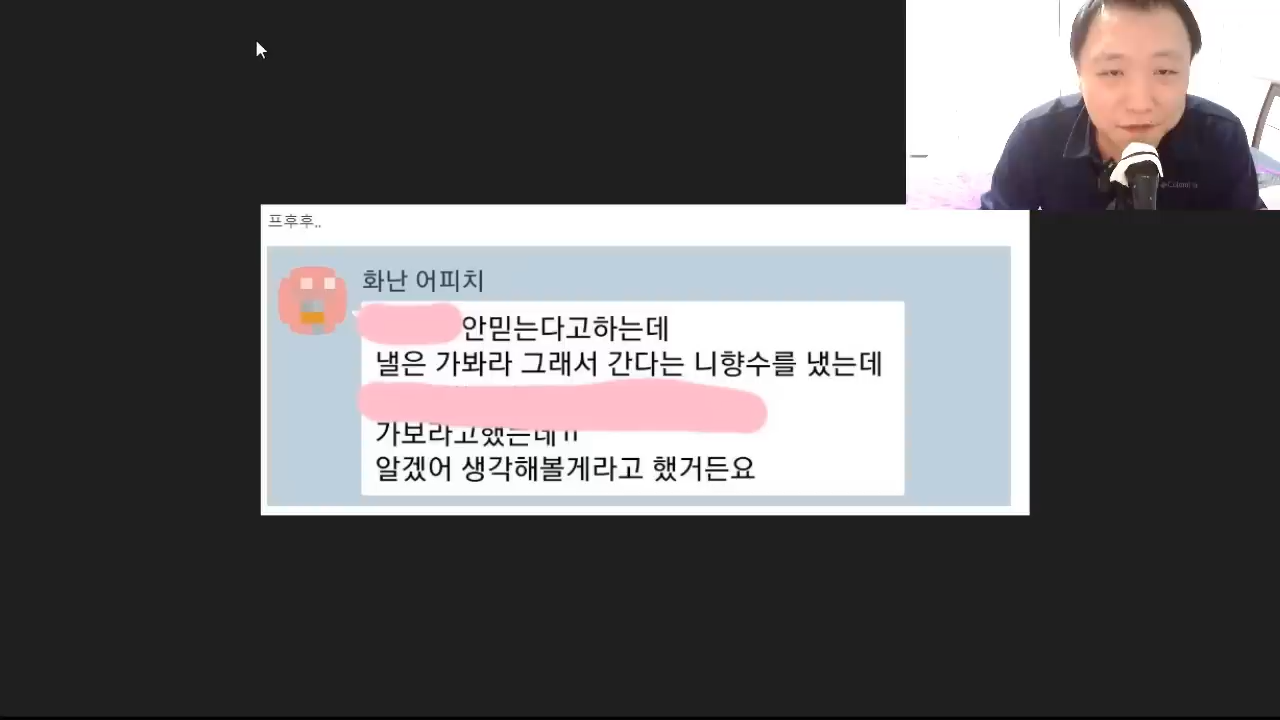 프후후..
화난 어피치
안믿는다고하는데
낼은 가봐라 그래서 간다는 니향수를 냈는데
가보라고했는데 ㅠ
알겠어 생각해볼게라고 했거든요